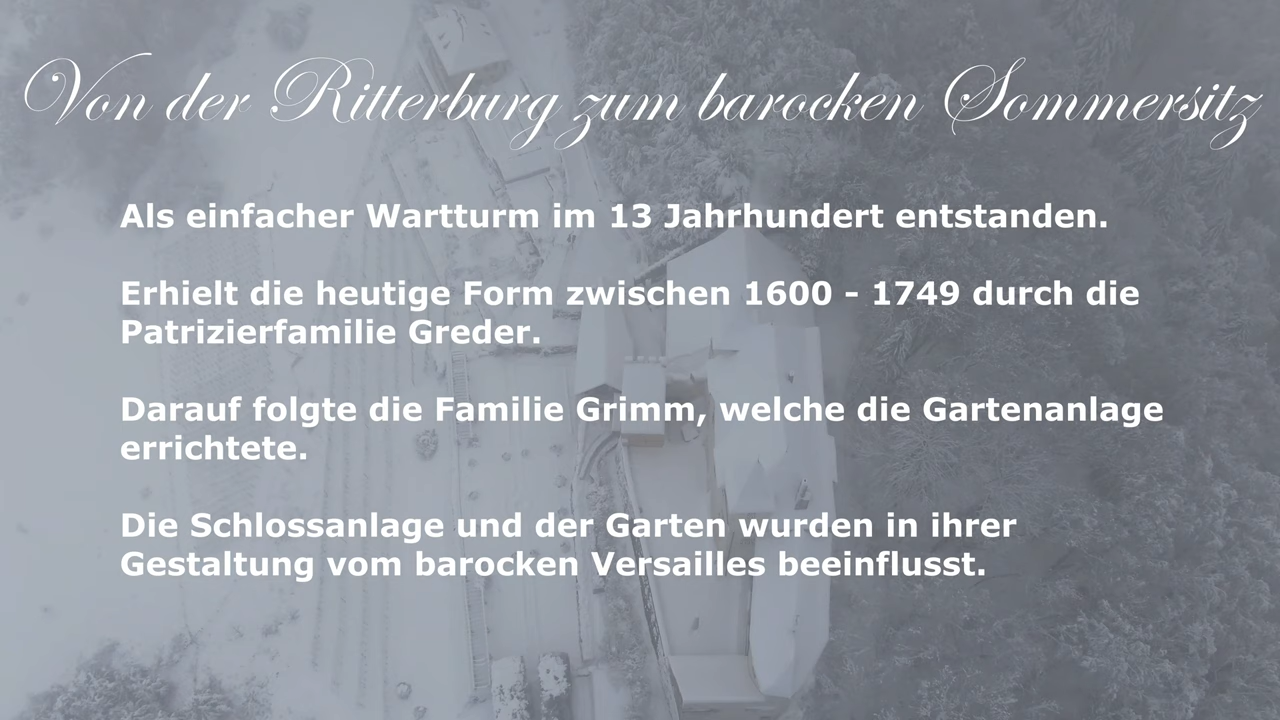 Von der Ritterburg zum barocken Sommersitz
Als einfacher Wartturm im 13 Jahrhundert entstanden.
Erhielt die heutige Form zwischen 1600 - 1749 durch die
Patrizierfamilie Greder.
Darauf folgte die Familie Grimm, welche die Gartenanlage
errichtete.
Die Schlossanlage und der Garten wurden in ihrer
Gestaltung vom barocken Versailles beeinflusst.